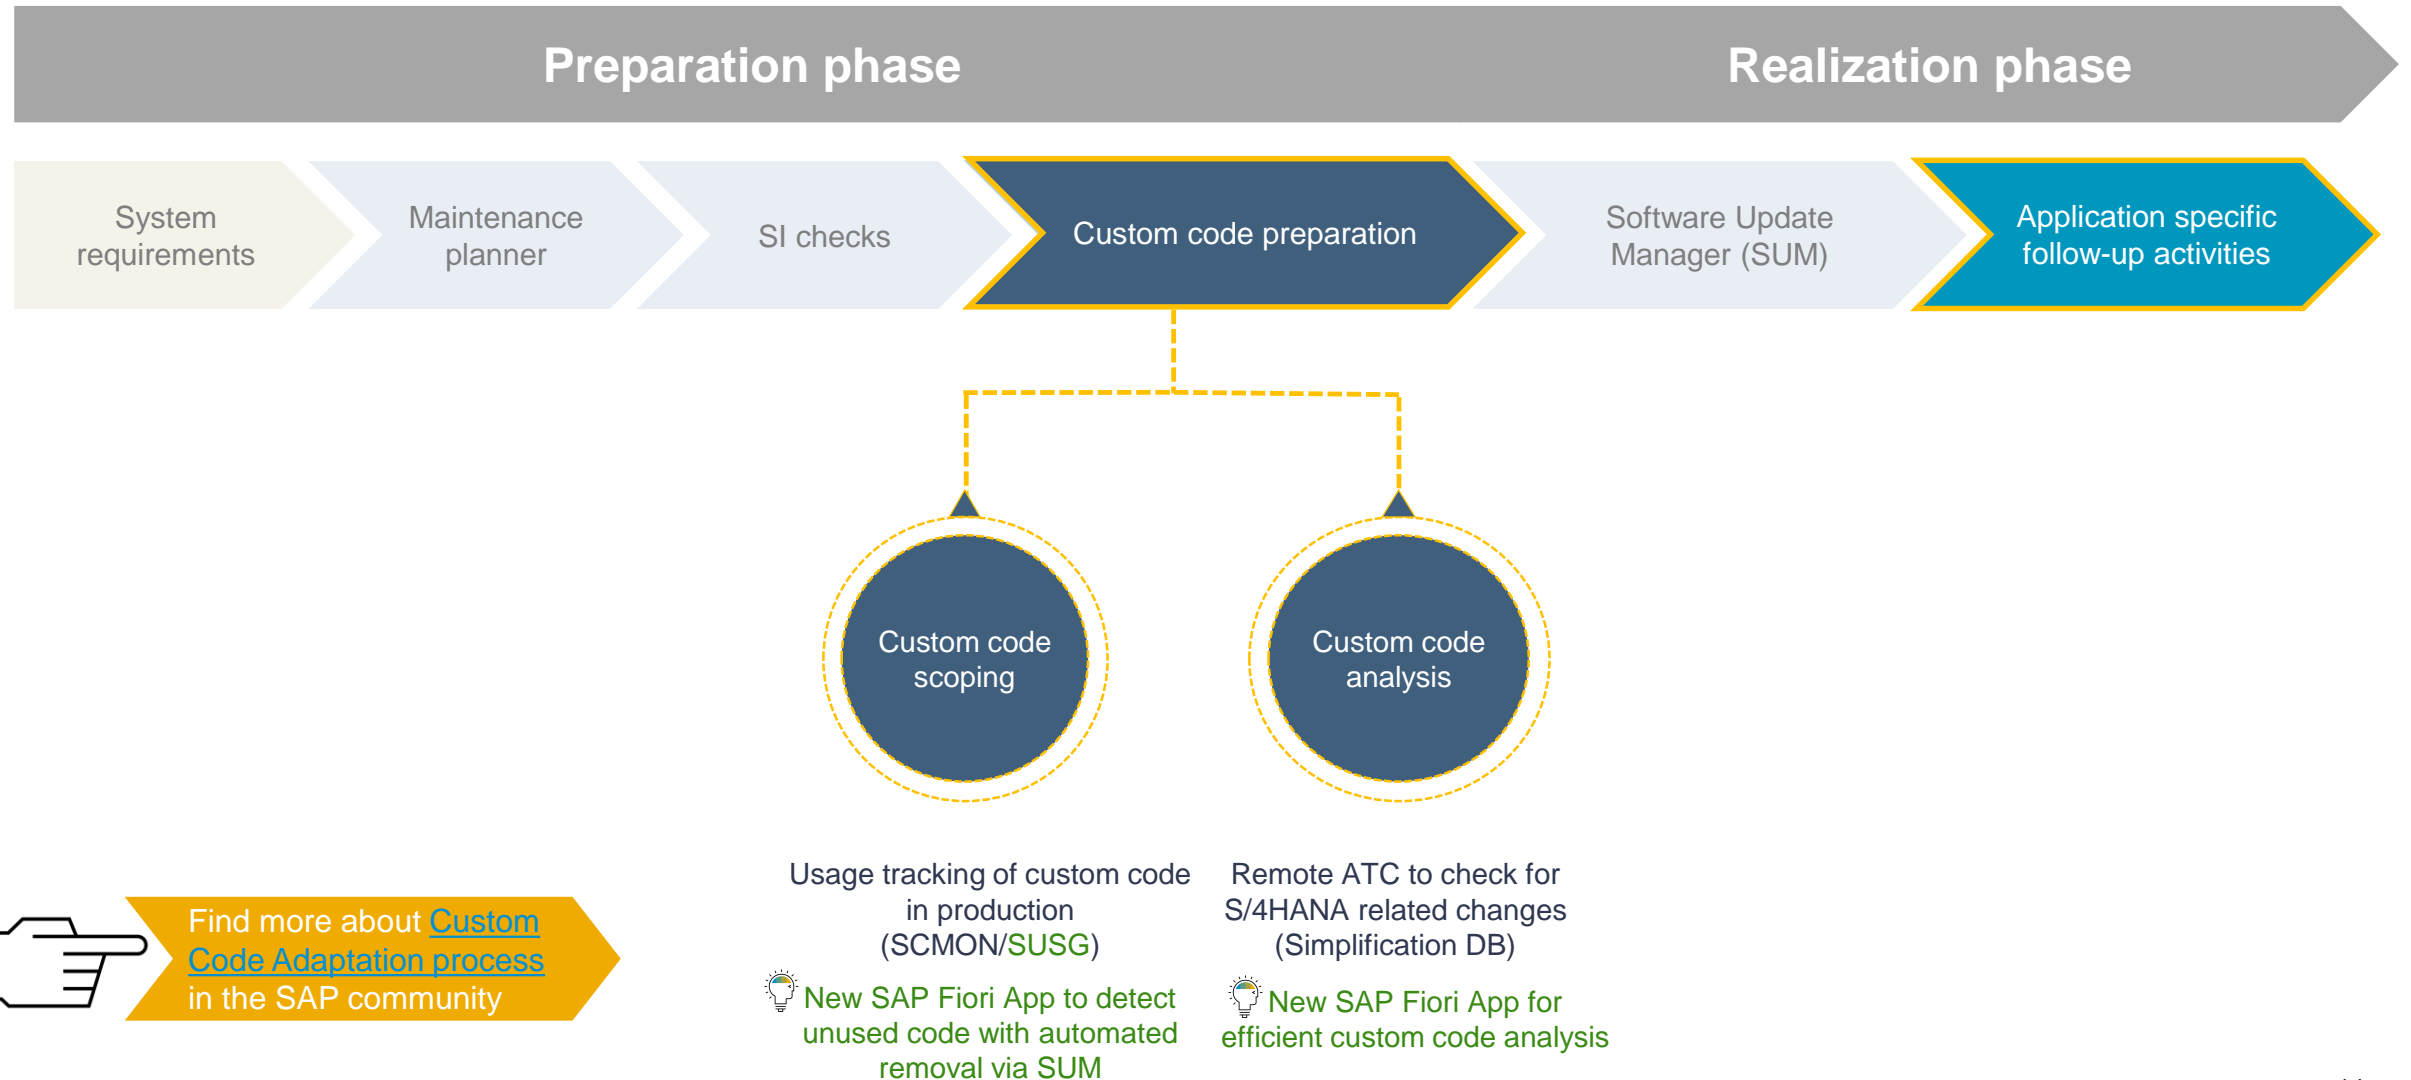 Preparation phase
Realization phase
System
requirements
Maintenance
planner
SI checks
Custom code preparation
Software Update
Manager (SUM)
Application specific
follow-up activities
Custom code
scoping
Custom code
analysis
Usage tracking of custom code
in production
(SCMON/SUSG)
New SAP Fiori App to detect
unused code with automated
removal via SUM
Remote ATC to check for
S/4HANA related changes
(Simplification DB)
New SAP Fiori App for
efficient custom code analysis
Find more about Custom
Code Adaptation process
in the SAP community